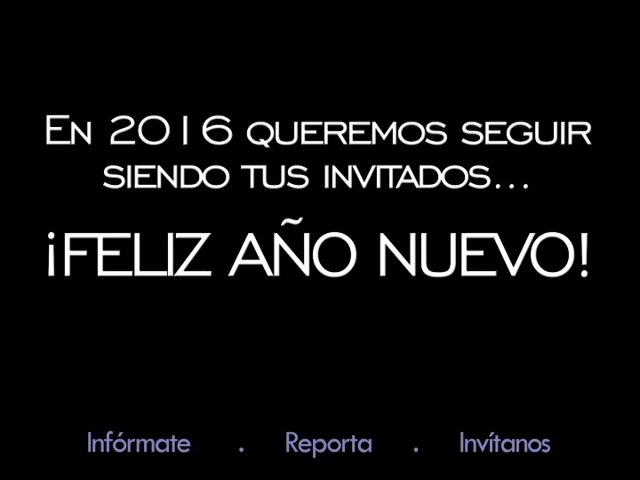 En 2016 queremos seguir
siendo tus invitados...
¡FELIZ AÑO NUEVO!
Infórmate . Reporta . Invítanos